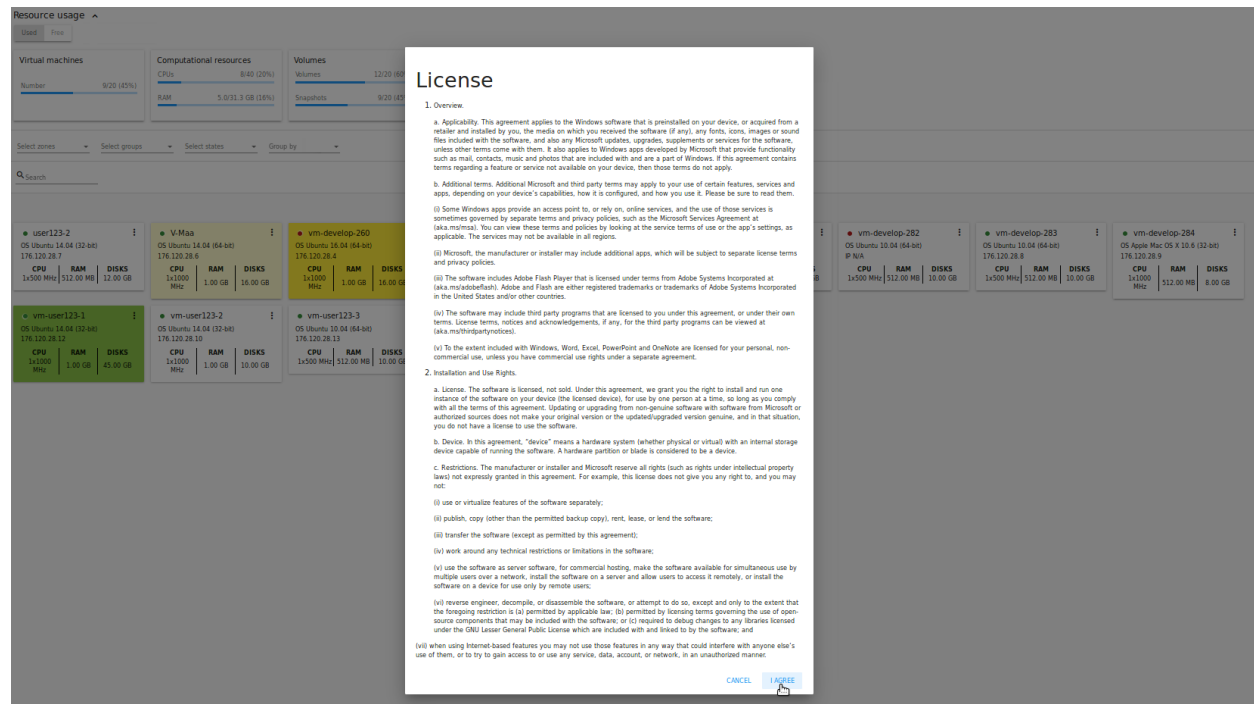 Resource usage
Used Free
Virtual machines
Number 9/20 (45%)
Computational resources
CPUs 8/40 (20%)
RAM 5.0/31.3 GB (16%)
Volumes
Volumes 12/20 (60%
Snapshots 9/20 (45
Select zones Select groups Select states Group by
Search
user123-2
OS Ubuntu 14.04 (32-bit)
176.120.28.7
CPU RAM DISKS
1x500 MHz 512.00 MB 12.00 GB
V-Maa
OS Ubuntu 14.04 (64-bit)
176.120.28.6
CPU RAM DISKS
1x1000 MHz 1.00 GB 16.00 GB
vm-develop-260
OS Ubuntu 16.04 (64-bit)
176.120.28.4
CPU RAM DISKS
1x1000 MHz 1.00 GB 16.00 GB
vm-develop-282
OS Ubuntu 10.04 (64-bit)
IP N/A
CPU RAM DISKS
1x500 MHz 512.00 MB 10.00 GB
vm-develop-283
OS Ubuntu 10.04 (64-bit)
176.120.28.8
CPU RAM DISKS
1x500 MHz 512.00 MB 10.00 GB
vm-develop-284
OS Apple Mac OS X 10.6 (32-bit)
176.120.28.9
CPU RAM DISKS
1x1000 MHz 512.00 MB 8.00 GB
vm-user123-1
OS Ubuntu 14.04 (32-bit)
176.120.28.12
CPU RAM DISKS
1x1000 MHz 1.00 GB 45.00 GB
vm-user123-2
OS Ubuntu 14.04 (32-bit)
176.120.28.10
CPU RAM DISKS
1x1000 MHz 1.00 GB 10.00 GB
vm-user123-3
OS Ubuntu 10.04 (64-bit)
176.120.28.13
CPU RAM DISKS
1x500 MHz 512.00 MB 10.00 G
License
1. Overview.
a. Applicability. This agreement applies to the Windows software that is preinstalled on your device, or acquired from a
retailer and installed by you, the media on which you received the software (if any), any fonts, icons, images or sound
files included with the software, and also any Microsoft updates, upgrades, supplements or services for the software,
unless other terms come with them. It also applies to Windows apps developed by Microsoft that provide functionality
such as mail, contacts, music and photos that are included with and are a part of Windows. If this agreement contains
terms regarding a feature or service not available on your device, then those terms do not apply.
b. Additional terms. Additional Microsoft and third party terms may apply to your use of certain features, services and
apps, depending on your device's capabilities, how it is configured, and how you use it. Please be sure to read them.
(i) Some Windows apps provide an access point to, or rely on, online services, and the use of those services is
sometimes governed by separate terms and privacy policies, such as the Microsoft Services Agreement at
(aka.ms/msa). You can view these terms and policies by looking at the service terms of use or the app's settings, as
applicable. The services may not be available in all regions.
(ii) Microsoft, the manufacturer or installer may include additional apps, which will be subject to separate license terms
and privacy policies.
(iii) The software includes Adobe Flash Player that is licensed under terms from Adobe Systems Incorporated at
(aka.ms/adobeflash). Adobe and Flash are either registered trademarks or trademarks of Adobe Systems Incorporated
in the United States and/or other countries.
(iv) The software may include third party programs that are licensed to you under this agreement, or under their own
terms. License terms, notices and acknowledgements, if any, for the third party programs can be viewed at
(aka.ms/thirdpartynotices).
(v) To the extent included with Windows, Word, Excel, PowerPoint and OneNote are licensed for your personal, non-
commercial use, unless you have commercial use rights under a separate agreement.
2. Installation and Use Rights.
a. License. The software is licensed, not sold. Under this agreement, we grant you the right to install and run one
instance of the software on your device (the licensed device), for use by one person at a time, so long as you comply
with all the terms of this agreement. Updating or upgrading from non-genuine software with software from Microsoft or
authorized sources does not make your original version or the updated/upgraded version genuine, and in that situation,
you do not have a license to use the software.
b. Device. In this agreement, "device" means a hardware system (whether physical or virtual) with an internal storage
device capable of running the software. A hardware partition or blade is considered to be a device.
c. Restrictions. The manufacturer or installer and Microsoft reserve all rights (such as rights under intellectual property
laws) not expressly granted in this agreement. For example, this license does not give you any right to, and you may
not:
(i) use or virtualize features of the software separately;
(ii) publish, copy (other than the permitted backup copy), rent, lease, or lend the software;
(iii) transfer the software (except as permitted by this agreement);
(iv) work around any technical restrictions or limitations in the software;
(v) use the software as server software, for commercial hosting, make the software available for simultaneous use by
multiple users over a network, install the software on a server and allow users to access it remotely, or install the
software on a device for use only by remote users;
(vi) reverse engineer, decompile, or disassemble the software, or attempt to do so, except and only to the extent that
the foregoing restriction is (a) permitted by applicable law; (b) permitted by licensing terms governing the use of open-
source components that may be included with the software; or (c) required to debug changes to any libraries licensed
under the GNU Lesser General Public License which are included with and linked to by the software; and
(vii) when using Internet-based features you may not use those features in any way that could interfere with anyone else's
use of them, or to try to gain access to or use any service, data, account, or network, in an unauthorized manner.
CANCEL I AGREE